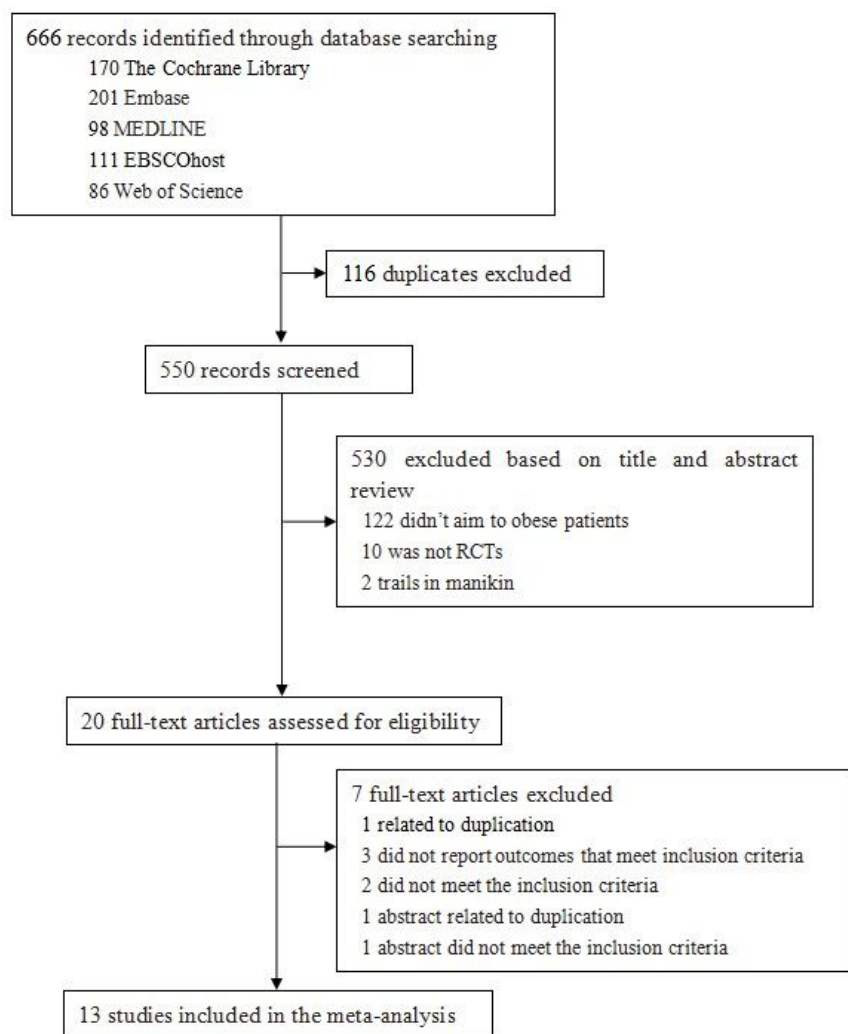 666 records identified through database searching
170 The Cochrane Library
201 Embase
98 MEDLINE
111 EBSCOhost
86 Web of Science
116 duplicates excluded
550 records screened
530 excluded based on title and abstract
review
122 didn't aim to obese patients
10 was not RCTs
2 trails in manikin
20 full-text articles assessed for eligibility
7 full-text articles excluded
1 related to duplication
3 did not report outcomes that meet inclusion criteria
2 did not meet the inclusion criteria
1 abstract related to duplication
1 abstract did not meet the inclusion criteria
13 studies included in the meta-analysis